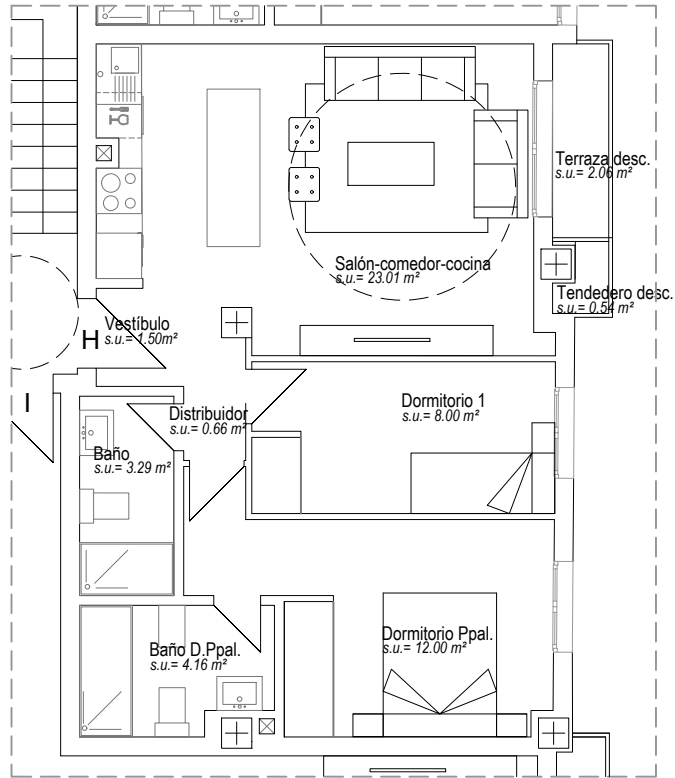 Terraza desc.
s.u.= 2.06 m²
Salón-comedor-cocina
s.u.= 23.01 m²
Tendedero desc.
s.u.= 0.54 m²
Vestíbulo
s.u.= 1.50m²
H
I
Dormitorio 1
s.u.= 8.00 m²
Distribuidor
s.u.= 0.66 m²
Baño
s.u.= 3.29 m²
Dormitorio Ppal.
s.u.= 12.00 m²
Baño D.Ppal.
s.u.= 4.16 m²